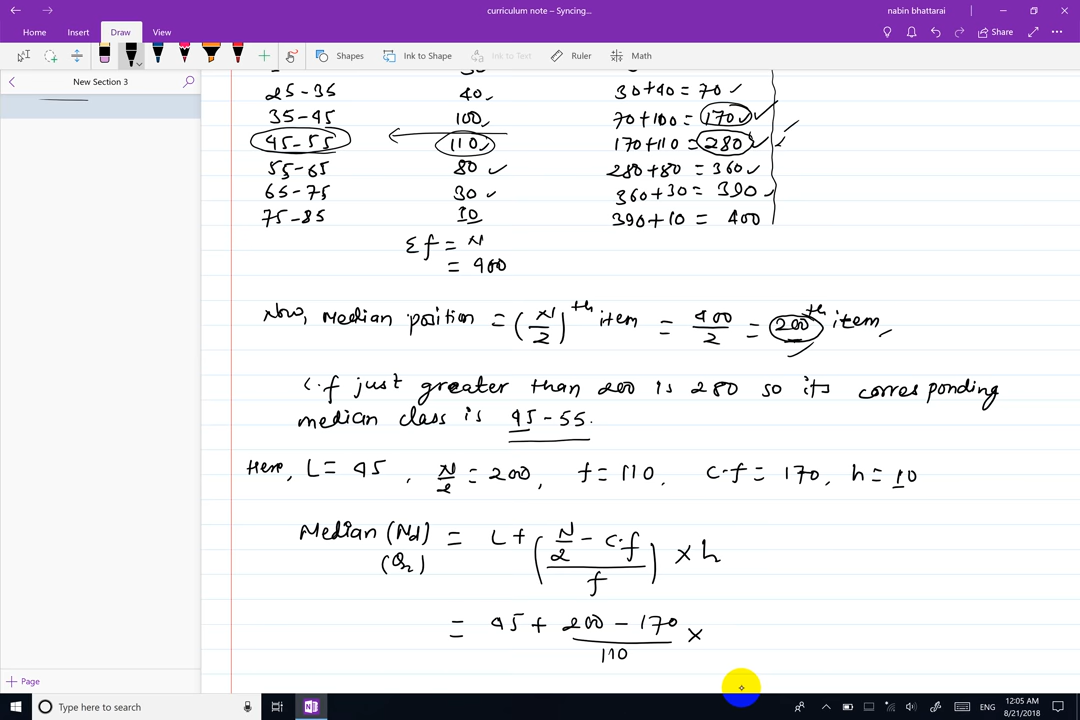 curriculum note – Syncing...
nabin bhattarai
Home Insert Draw View
Share
Shapes Ink to Shape Ink to Text Ruler Math
New Section 3
25-35 40 30+40 = 70
35-45 100 70+100 = 170
45-55 110 170+110 = 280
55-65 80 280+80 = 360
65-75 30 360+30 = 390
75-85 10 390+10 = 400
Σf = N
= 400
Now, Median position = (N/2)th item = 400/2 = 200th item
C.f just greater than 200 is 280 so its corresponding
median class is 45-55.
Here, L = 45, N/2 = 200, f = 110, c.f = 170, h = 10
Median (Md) = L + ((N/2 - c.f)/f) × h
= 45 + (200 - 170)/110 ×
Page
Type here to search
ENG
12:05 AM
8/21/2018